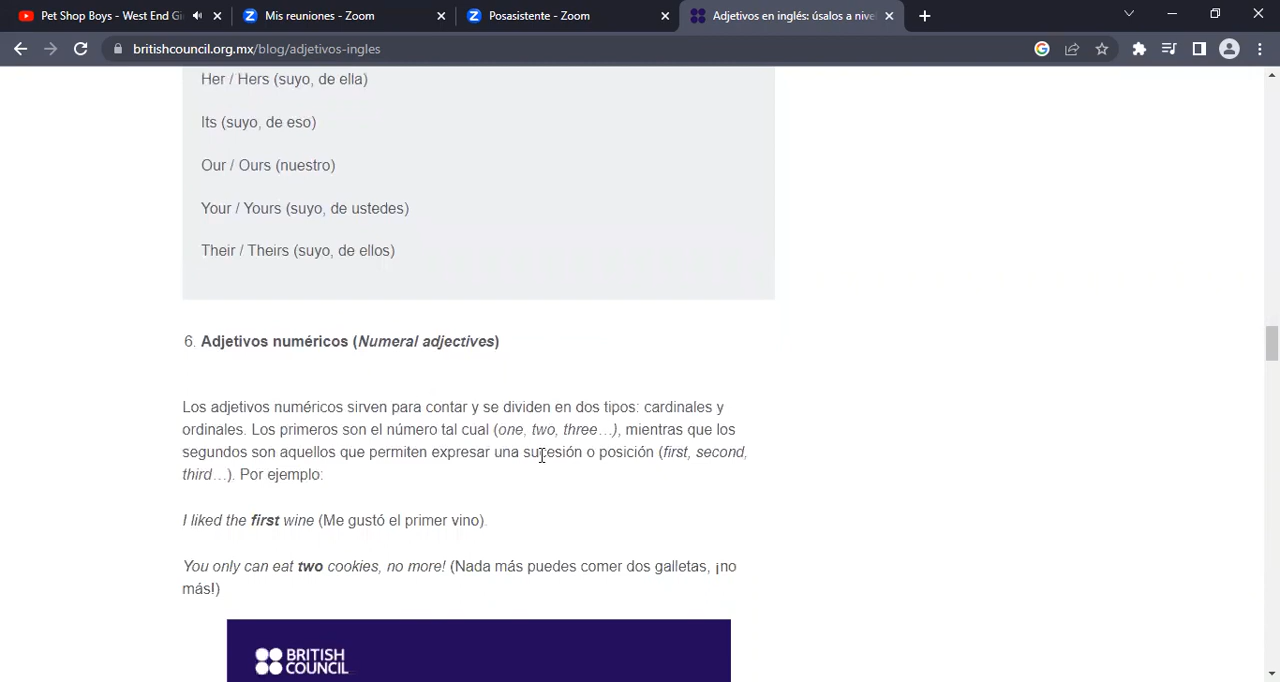 Pet Shop Boys - West End Gi
Mis reuniones - Zoom
Posasistente - Zoom
Adjetivos en inglés: úsalos a nive
britishcouncil.org.mx/blog/adjetivos-ingles
Her / Hers (suyo, de ella)
Its (suyo, de eso)
Our / Ours (nuestro)
Your / Yours (suyo, de ustedes)
Their / Theirs (suyo, de ellos)
6. Adjetivos numéricos (Numeral adjectives)
Los adjetivos numéricos sirven para contar y se dividen en dos tipos: cardinales y
ordinales. Los primeros son el número tal cual (one, two, three…), mientras que los
segundos son aquellos que permiten expresar una sucesión o posición (first, second,
third…). Por ejemplo:
I liked the first wine (Me gustó el primer vino).
You only can eat two cookies, no more! (Nada más puedes comer dos galletas, ¡no
más!)
BRITISH
COUNCIL